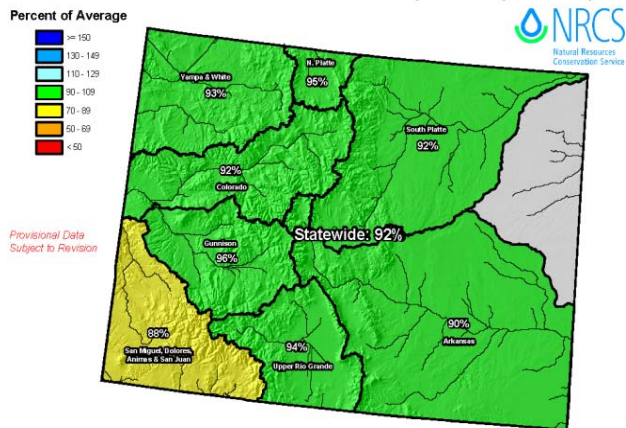 Percent of Average
>= 150
130 - 149
110 - 129
90 - 109
70 - 89
50 - 69
< 50
NRCS
Natural Resources
Conservation Service
Yampa & White
93%
N. Platte
95%
South Platte
92%
92%
Colorado
Provisional Data
Subject to Revision
Statewide: 92%
Gunnison
96%
88%
San Miguel, Dolores,
Animas & San Juan
94%
Upper Rio Grande
90%
Arkansas